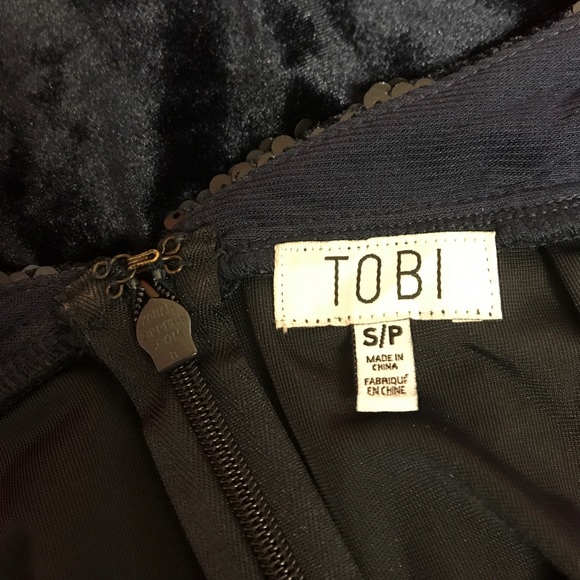 TOBI
S/P
MADE IN
CHINA
FABRIQUÉ
EN CHINE